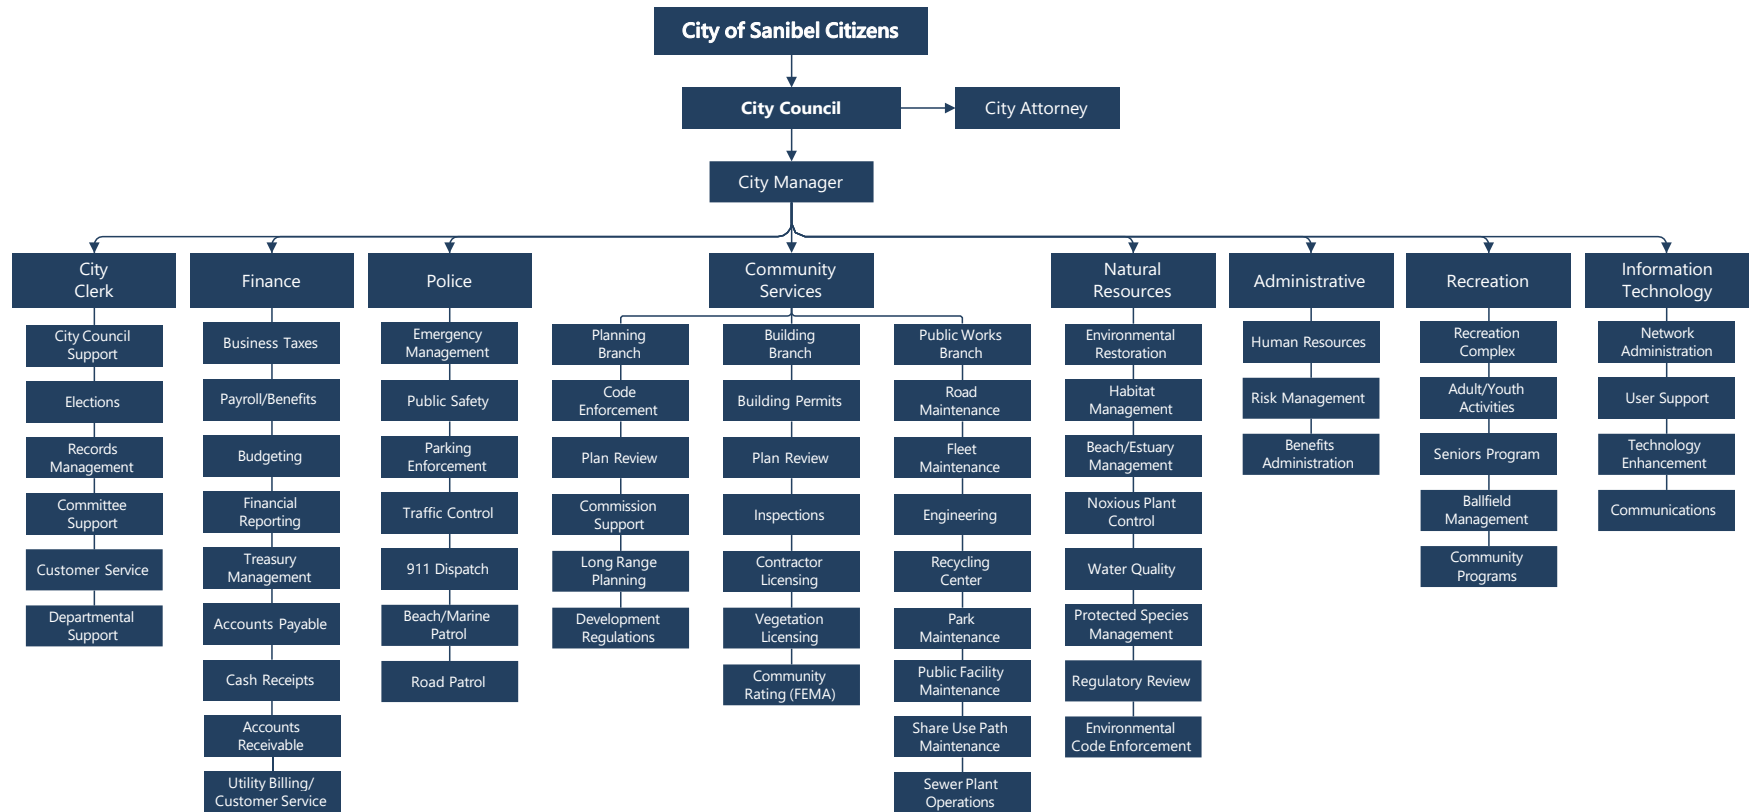 City of Sanibel Citizens
City Council
City Attorney
City Manager
City
Clerk
Finance
Police
Community
Services
Natural
Resources
Administrative
Recreation
Information
Technology
City Council
Support
Elections
Records
Management
Committee
Support
Customer Service
Departmental
Support
Business Taxes
Payroll/Benefits
Budgeting
Financial
Reporting
Treasury
Management
Accounts Payable
Cash Receipts
Accounts
Receivable
Utility Billing/
Customer Service
Emergency
Management
Public Safety
Parking
Enforcement
Traffic Control
911 Dispatch
Beach/Marine
Patrol
Road Patrol
Planning
Branch
Code
Enforcement
Plan Review
Commission
Support
Long Range
Planning
Development
Regulations
Building
Branch
Building Permits
Plan Review
Inspections
Contractor
Licensing
Vegetation
Licensing
Community
Rating (FEMA)
Public Works
Branch
Road
Maintenance
Fleet
Maintenance
Engineering
Recycling
Center
Park
Maintenance
Public Facility
Maintenance
Share Use Path
Maintenance
Sewer Plant
Operations
Environmental
Restoration
Habitat
Management
Beach/Estuary
Management
Noxious Plant
Control
Water Quality
Protected Species
Management
Regulatory Review
Environmental
Code Enforcement
Human Resources
Risk Management
Benefits
Administration
Recreation
Complex
Adult/Youth
Activities
Seniors Program
Ballfield
Management
Community
Programs
Network
Administration
User Support
Technology
Enhancement
Communications